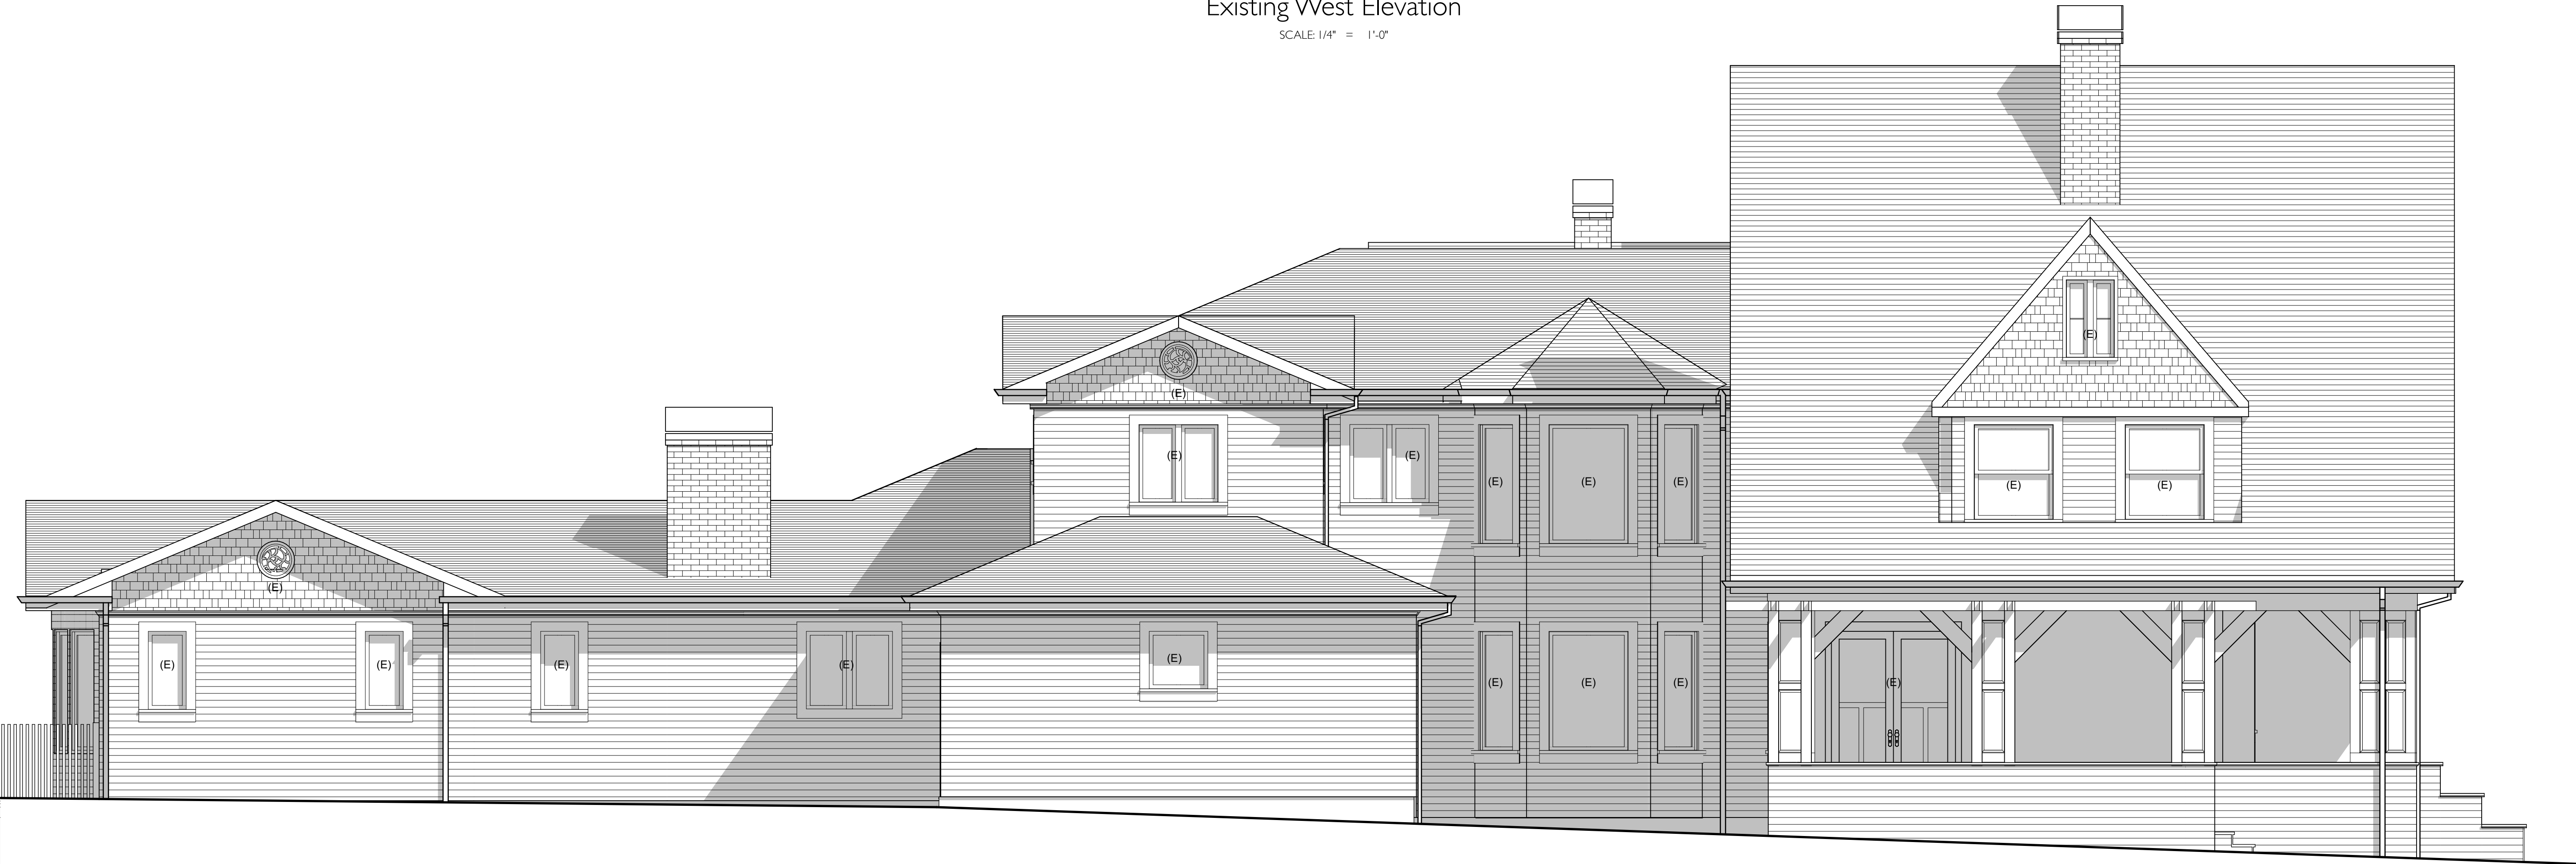 Existing West Elevation
SCALE: 1/4" = 1'-0"
(E)
(E)
(E) (E)
(E) (E) (E) (E) (E)
(E)
(E) (E) (E) (E) (E)
(E) (E) (E) (E)